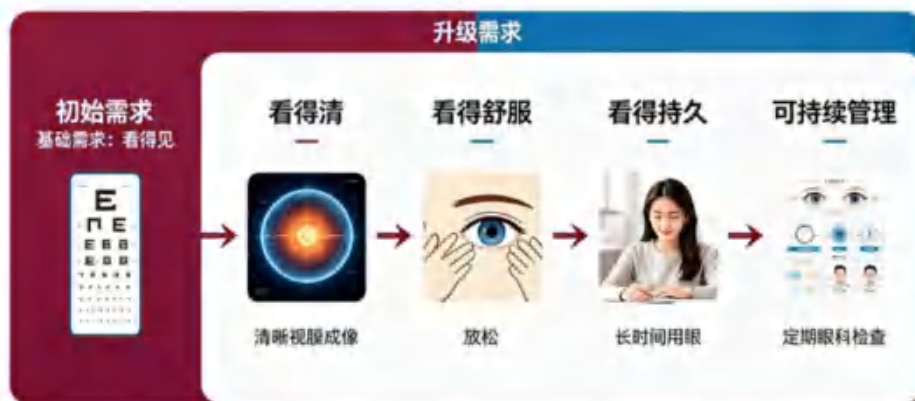 升级需求
初始需求
基础需求：看得见
看得清
看得舒服
看得持久
可持续管理
E
清晰视膜成像
放松
长时间用眼
定期眼科检查